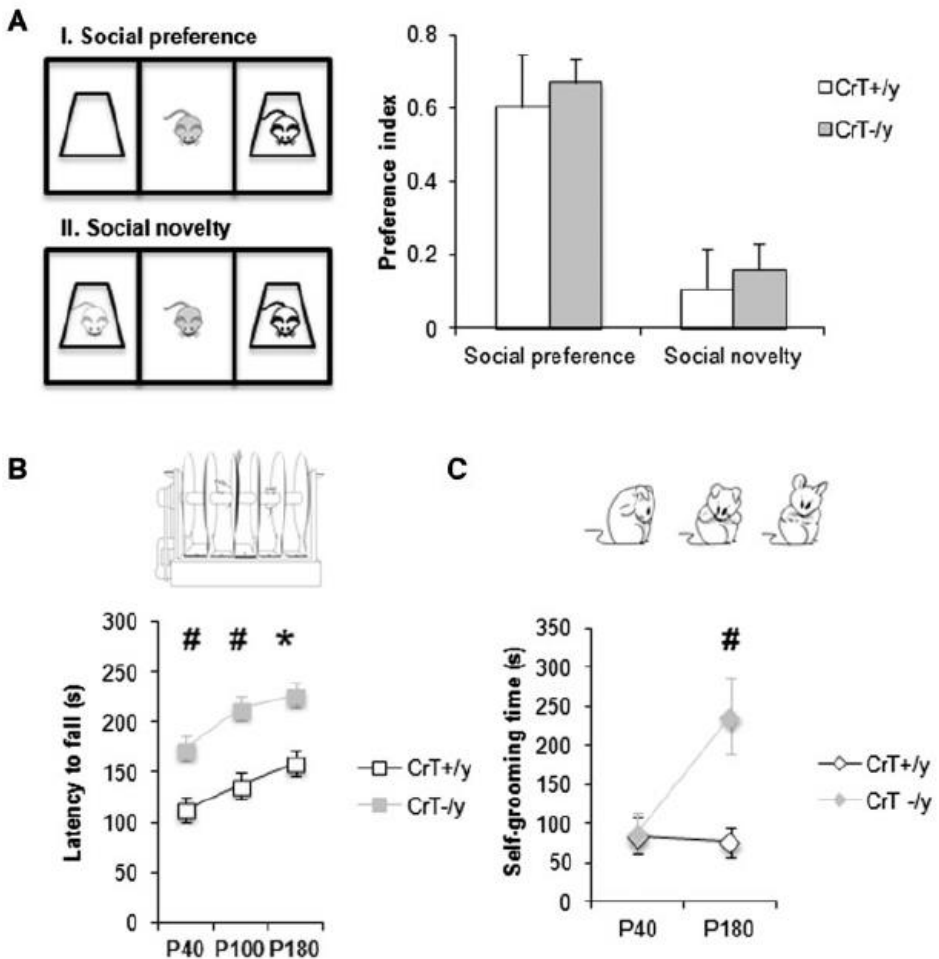 A
I. Social preference
II. Social novelty
Preference index
0.8
0.6
0.4
0.2
0
Social preference Social novelty
CrT+/y
CrT-/y
B
Latency to fall (s)
300
250
200
150
100
50
0
# # *
P40 P100 P180
CrT+/y
CrT-/y
C
Self-grooming time (s)
350
300
250
200
150
100
50
0
#
P40 P180
CrT+/y
CrT -/y